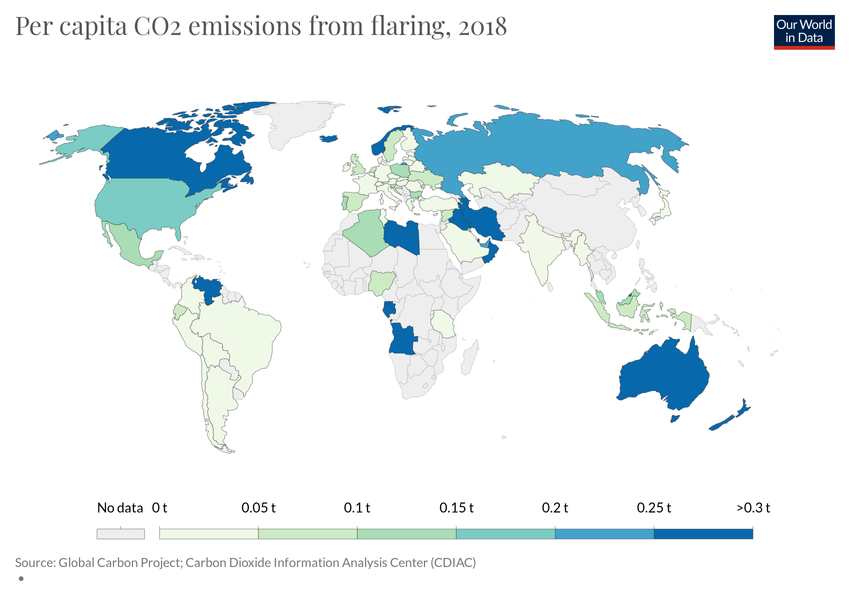 Per capita CO2 emissions from flaring, 2018
Our World
in Data
No data 0 t 0.05 t 0.1 t 0.15 t 0.2 t 0.25 t >0.3 t
Source: Global Carbon Project; Carbon Dioxide Information Analysis Center (CDIAC)